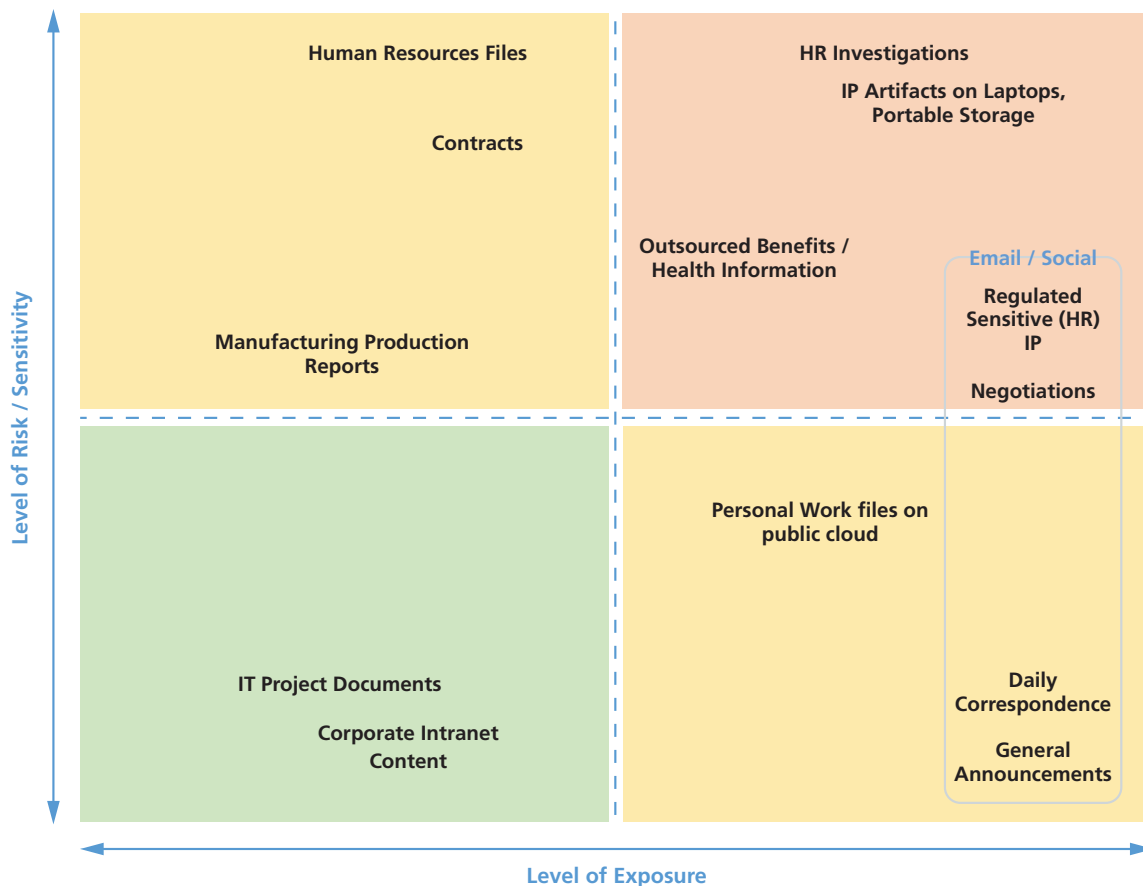 Level of Risk / Sensitivity
Human Resources Files
Contracts
Manufacturing Production
Reports
HR Investigations
IP Artifacts on Laptops,
Portable Storage
Outsourced Benefits /
Health Information
Email / Social
Regulated
Sensitive (HR)
IP
Negotiations
IT Project Documents
Corporate Intranet
Content
Personal Work files on
public cloud
Daily
Correspondence
General
Announcements
Level of Exposure